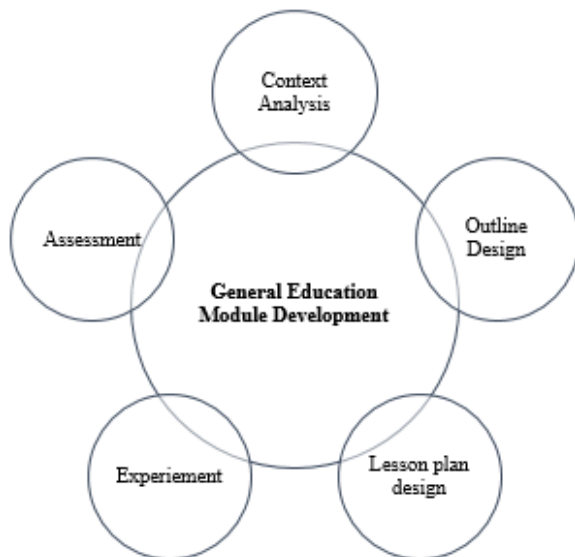 Context
Analysis
Outline
Design
Lesson plan
design
Experiement
Assessment
General Education
Module Development